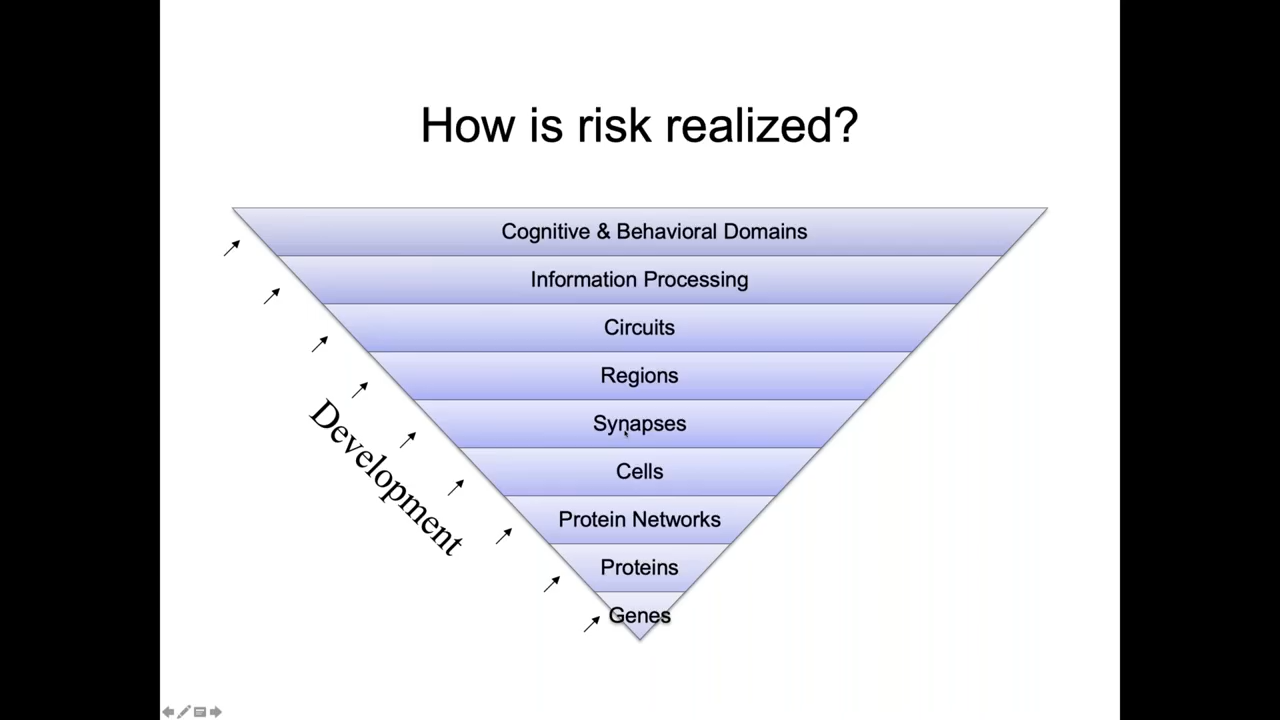 How is risk realized?
Cognitive & Behavioral Domains
Information Processing
Circuits
Regions
Synapses
Cells
Protein Networks
Proteins
Genes
Development